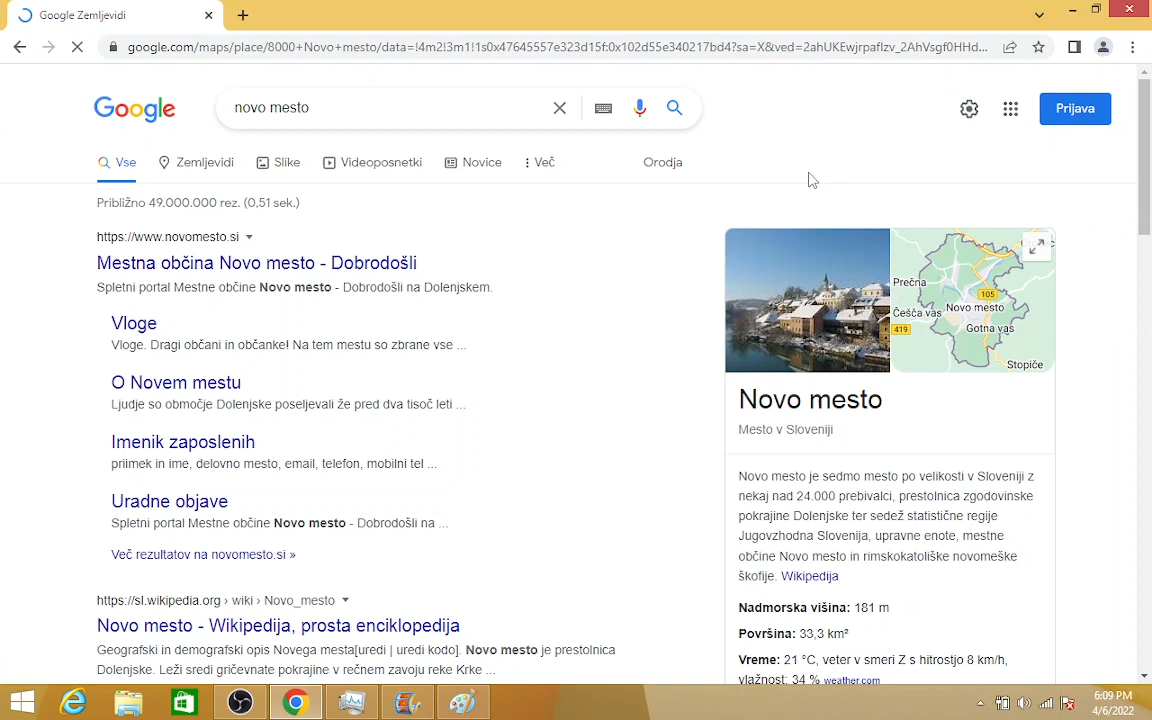 Google Zemljevidi
google.com/maps/place/8000+Novo+mesto/data=!4m2!3m1!1s0x47645557e323d15f:0x102d55e340217bd4?sa=X&ved=2ahUKEwjrpaflzv_2AhVsgf0HHd...
Google
novo mesto
Prijava
Vse Zemljevidi Slike Videoposnetki Novice Več Orodja
Približno 49.000.000 rez. (0,51 sek.)
https://www.novomesto.si
Mestna občina Novo mesto - Dobrodošli
Spletni portal Mestne občine Novo mesto - Dobrodošli na Dolenjskem.
Vloge
Vloge. Dragi občani in občanke! Na tem mestu so zbrane vse ...
O Novem mestu
Ljudje so območje Dolenjske poseljevali že pred dva tisoč leti ...
Imenik zaposlenih
priimek in ime, delovno mesto, email, telefon, mobilni tel ...
Uradne objave
Spletni portal Mestne občine Novo mesto - Dobrodošli na ...
Več rezultatov na novomesto.si »
https://sl.wikipedia.org › wiki › Novo_mesto
Novo mesto - Wikipedija, prosta enciklopedija
Geografski in demografski opis Novega mesta[uredi | uredi kodo]. Novo mesto je prestolnica
Dolenjske. Leži sredi gričevnate pokrajine v rečnem zavoju reke Krke ...
Prečna
105
Novo mesto
Češča vas
419
Gotna vas
Stopiče
Novo mesto
Mesto v Sloveniji
Novo mesto je sedmo mesto po velikosti v Sloveniji z
nekaj nad 24.000 prebivalci, prestolnica zgodovinske
pokrajine Dolenjske ter sedež statistične regije
Jugovzhodna Slovenija, upravne enote, mestne
občine Novo mesto in rimskokatoliške novomeške
škofije. Wikipedija
Nadmorska višina: 181 m
Površina: 33,3 km²
Vreme: 21 °C, veter v smeri Z s hitrostjo 8 km/h,
vlažnost: 34 % weather.com
6:09 PM
4/6/2022